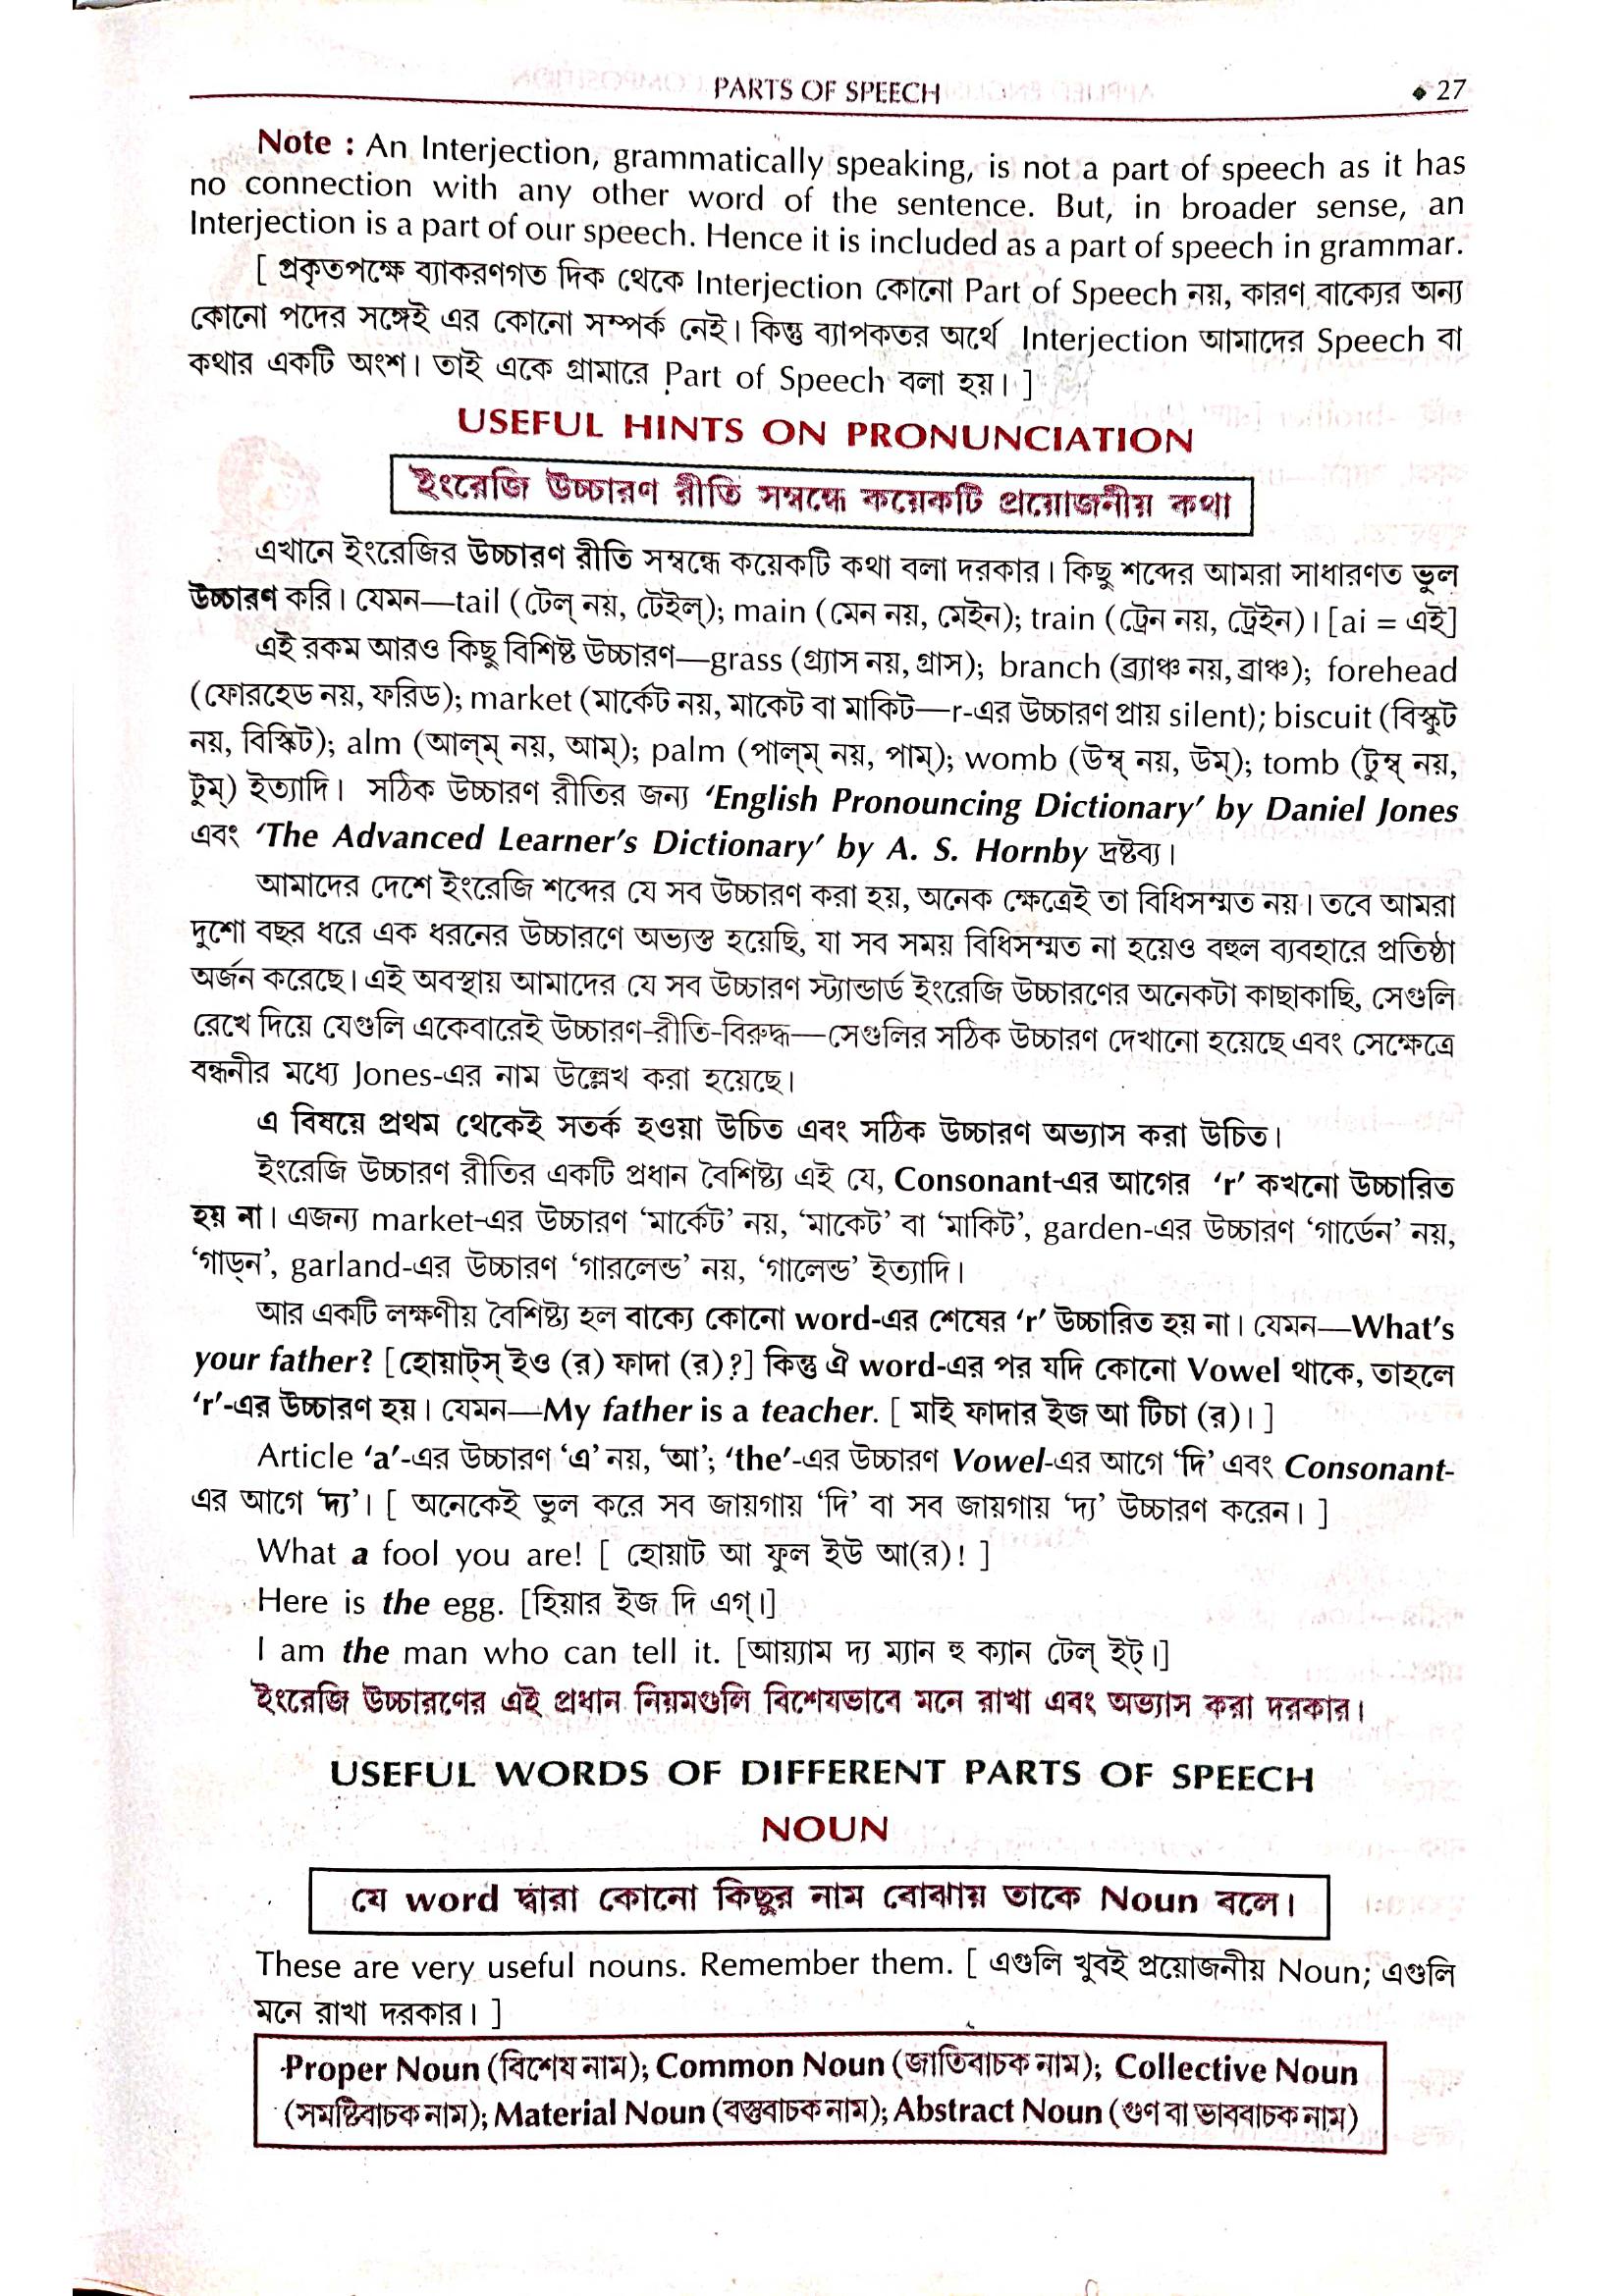 PARTS OF SPEECH ◆ 27
Note : An Interjection, grammatically speaking, is not a part of speech as it has
no connection with any other word of the sentence. But, in broader sense, an
Interjection is a part of our speech. Hence it is included as a part of speech in grammar.
[ প্রকৃতপক্ষে ব্যাকরণগত দিক থেকে Interjection কোনো Part of Speech নয়, কারণ বাক্যের অন্য
কোনো পদের সঙ্গেই এর কোনো সম্পর্ক নেই। কিন্তু ব্যাপকতর অর্থে Interjection আমাদের Speech বা
কথার একটি অংশ। তাই একে গ্রামারে Part of Speech বলা হয়। ]
USEFUL HINTS ON PRONUNCIATION
ইংরেজি উচ্চারণ রীতি সম্বন্ধে কয়েকটি প্রয়োজনীয় কথা
এখানে ইংরেজির উচ্চারণ রীতি সম্বন্ধে কয়েকটি কথা বলা দরকার। কিছু শব্দের আমরা সাধারণত ভুল
উচ্চারণ করি। যেমন—tail (টেল্ নয়, টেইল্); main (মেন নয়, মেইন); train (ট্রেন নয়, ট্রেইন)। [ai = এই]
এই রকম আরও কিছু বিশিষ্ট উচ্চারণ—grass (গ্র্যাস নয়, গ্রাস); branch (ব্র্যাঞ্চ নয়, ব্রাঞ্চ); forehead
(ফোরহেড নয়, ফরিড); market (মার্কেট নয়, মাকেট বা মাকিট—r-এর উচ্চারণ প্রায় silent); biscuit (বিস্কুট
নয়, বিস্কিট); alm (আল্‌ম্ নয়, আম্); palm (পাল্‌ম্ নয়, পাম্); womb (উম্ব্ নয়, উম্); tomb (টুম্ব্ নয়,
টুম্) ইত্যাদি। সঠিক উচ্চারণ রীতির জন্য ‘English Pronouncing Dictionary’ by Daniel Jones
এবং ‘The Advanced Learner’s Dictionary’ by A. S. Hornby দ্রষ্টব্য।
আমাদের দেশে ইংরেজি শব্দের যে সব উচ্চারণ করা হয়, অনেক ক্ষেত্রেই তা বিধিসম্মত নয়। তবে আমরা
দুশো বছর ধরে এক ধরনের উচ্চারণে অভ্যস্ত হয়েছি, যা সব সময় বিধিসম্মত না হয়েও বহুল ব্যবহারে প্রতিষ্ঠা
অর্জন করেছে। এই অবস্থায় আমাদের যে সব উচ্চারণ স্ট্যান্ডার্ড ইংরেজি উচ্চারণের অনেকটা কাছাকাছি, সেগুলি
রেখে দিয়ে যেগুলি একেবারেই উচ্চারণ-রীতি-বিরুদ্ধ—সেগুলির সঠিক উচ্চারণ দেখানো হয়েছে এবং সেক্ষেত্রে
বন্ধনীর মধ্যে Jones-এর নাম উল্লেখ করা হয়েছে।
এ বিষয়ে প্রথম থেকেই সতর্ক হওয়া উচিত এবং সঠিক উচ্চারণ অভ্যাস করা উচিত।
ইংরেজি উচ্চারণ রীতির একটি প্রধান বৈশিষ্ট্য এই যে, Consonant-এর আগের ‘r’ কখনো উচ্চারিত
হয় না। এজন্য market-এর উচ্চারণ ‘মার্কেট’ নয়, ‘মাকেট’ বা ‘মাকিট’, garden-এর উচ্চারণ ‘গার্ডেন’ নয়,
‘গাড্‌ন’, garland-এর উচ্চারণ ‘গারলেন্ড’ নয়, ‘গালেন্ড’ ইত্যাদি।
আর একটি লক্ষণীয় বৈশিষ্ট্য হল বাক্যে কোনো word-এর শেষের ‘r’ উচ্চারিত হয় না। যেমন—What’s
your father? [হোয়াট্‌স্ ইও (র) ফাদা (র)?] কিন্তু ঐ word-এর পর যদি কোনো Vowel থাকে, তাহলে
‘r’-এর উচ্চারণ হয়। যেমন—My father is a teacher. [ মাই ফাদার ইজ আ টিচা (র)। ]
Article ‘a’-এর উচ্চারণ ‘এ’ নয়, ‘আ’; ‘the’-এর উচ্চারণ Vowel-এর আগে ‘দি’ এবং Consonant-
এর আগে ‘দ্য’। [ অনেকেই ভুল করে সব জায়গায় ‘দি’ বা সব জায়গায় ‘দ্য’ উচ্চারণ করেন। ]
What a fool you are! [ হোয়াট আ ফুল ইউ আ(র)! ]
Here is the egg. [হিয়ার ইজ দি এগ্।]
I am the man who can tell it. [আয়্যাম দ্য ম্যান হু ক্যান টেল্ ইট্।]
ইংরেজি উচ্চারণের এই প্রধান নিয়মগুলি বিশেষভাবে মনে রাখা এবং অভ্যাস করা দরকার।
USEFUL WORDS OF DIFFERENT PARTS OF SPEECH
NOUN
যে word দ্বারা কোনো কিছুর নাম বোঝায় তাকে Noun বলে।
These are very useful nouns. Remember them. [ এগুলি খুবই প্রয়োজনীয় Noun; এগুলি
মনে রাখা দরকার। ]
Proper Noun (বিশেষ নাম); Common Noun (জাতিবাচক নাম); Collective Noun
(সমষ্টিবাচক নাম); Material Noun (বস্তুবাচক নাম); Abstract Noun (গুণ বা ভাববাচক নাম)